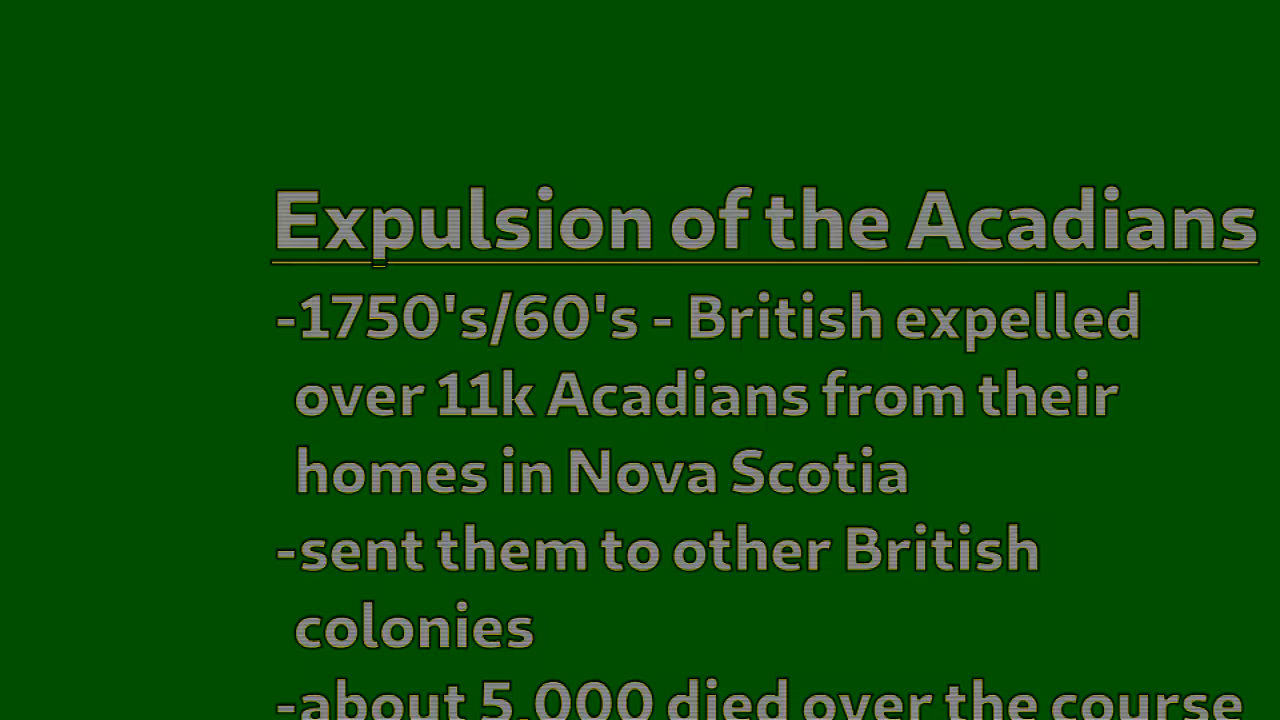 Expulsion of the Acadians
-1750's/60's - British expelled
over 11k Acadians from their
homes in Nova Scotia
-sent them to other British
colonies
-about 5,000 died over the course